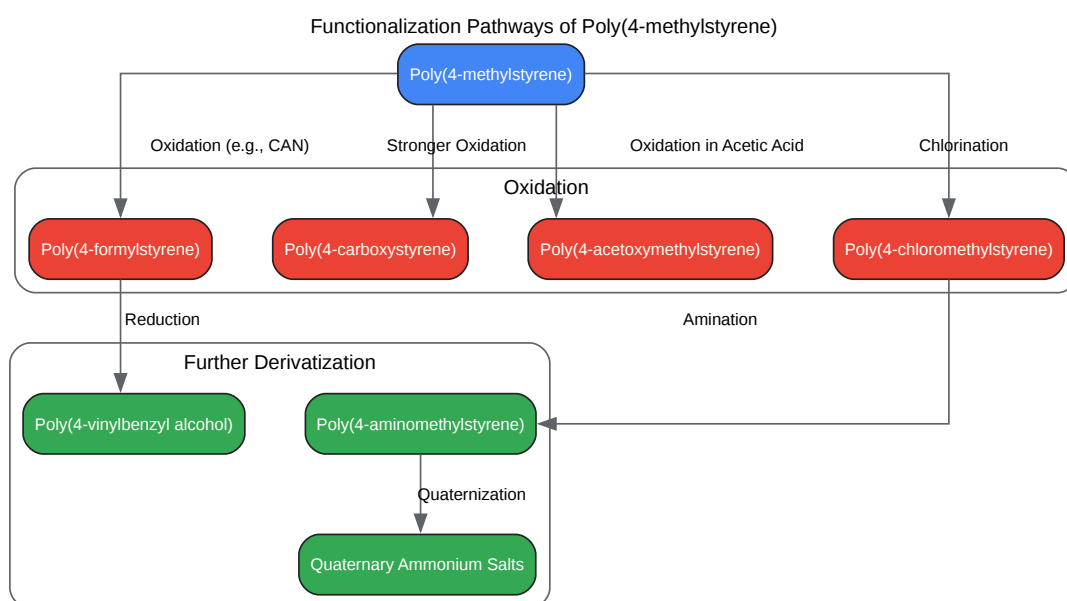 Functionalization Pathways of Poly(4-methylstyrene)
Poly(4-methylstyrene)
Oxidation (e.g., CAN)
Stronger Oxidation
Oxidation in Acetic Acid
Chlorination
Oxidation
Poly(4-formylstyrene)
Poly(4-carboxystyrene)
Poly(4-acetoxymethylstyrene)
Poly(4-chloromethylstyrene)
Reduction
Amination
Further Derivatization
Poly(4-vinylbenzyl alcohol)
Poly(4-aminomethylstyrene)
Quaternization
Quaternary Ammonium Salts